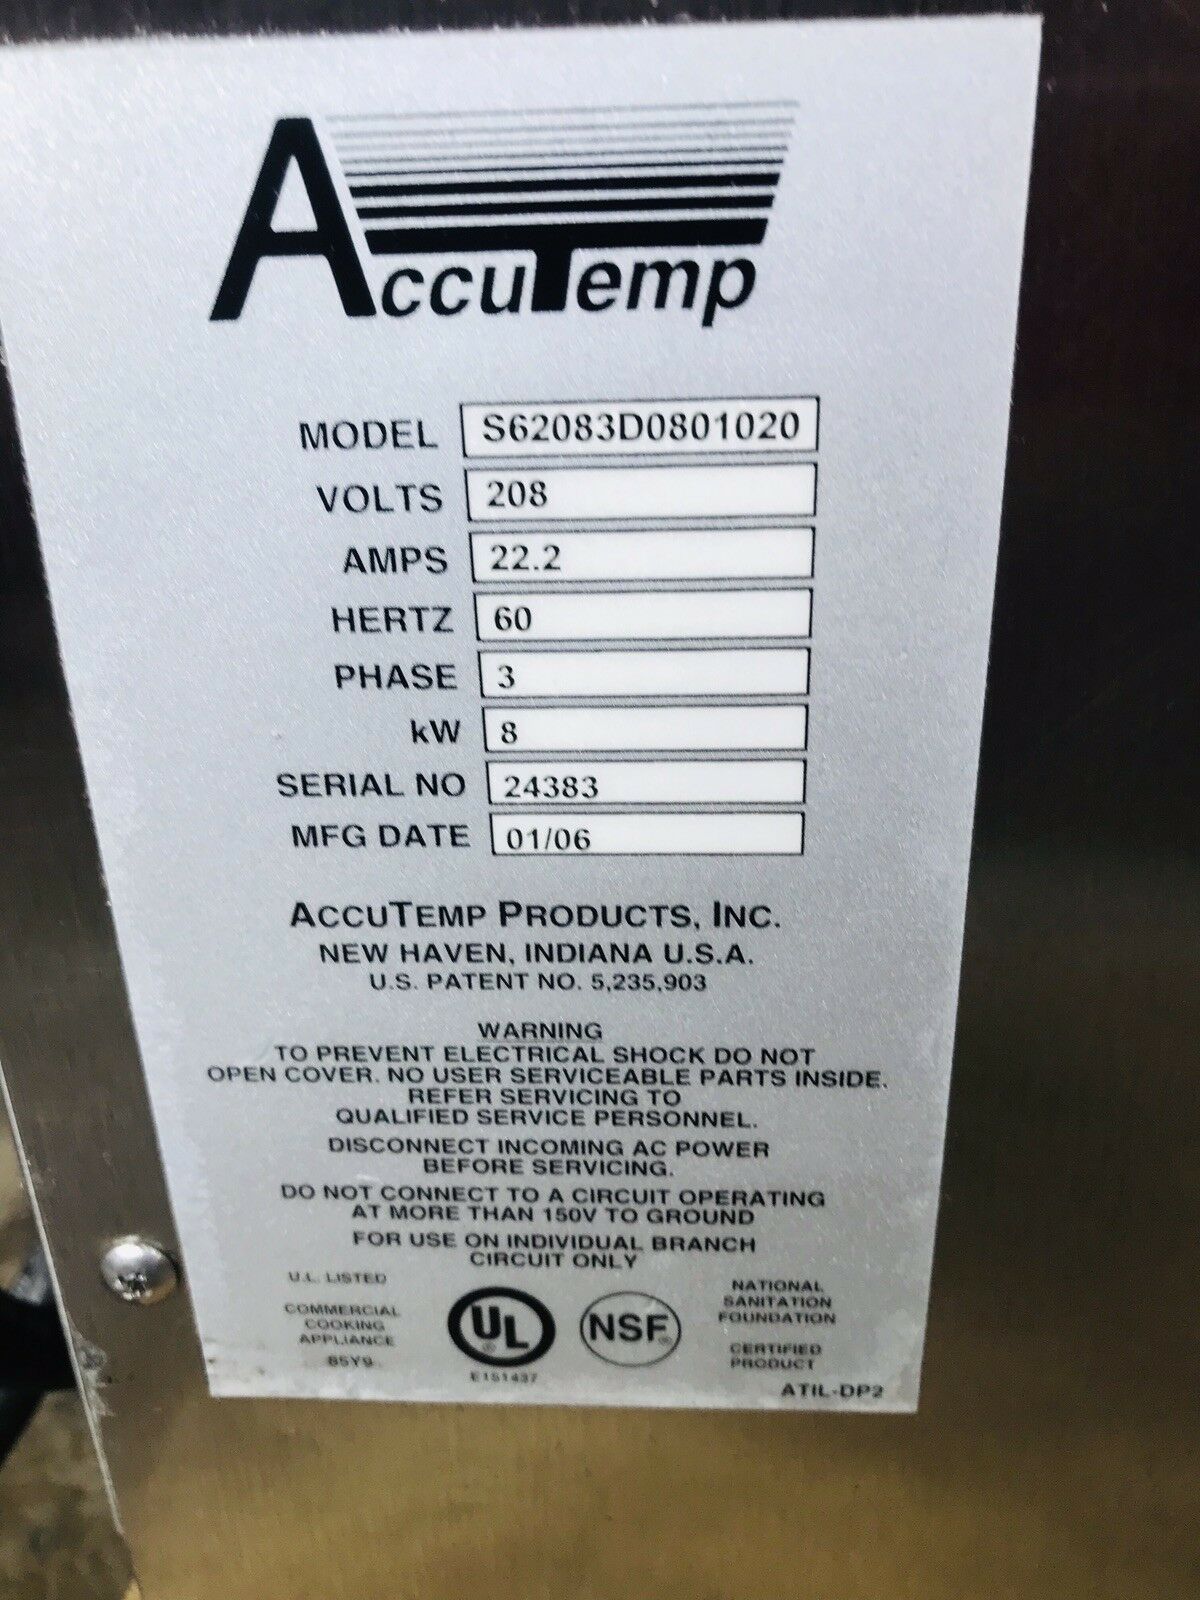 AccuTemp
MODEL S62083D0801020
VOLTS 208
AMPS 22.2
HERTZ 60
PHASE 3
kW 8
SERIAL NO 24383
MFG DATE 01/06
ACCUTEMP PRODUCTS, INC.
NEW HAVEN, INDIANA U.S.A.
U.S. PATENT NO. 5,235,903
WARNING
TO PREVENT ELECTRICAL SHOCK DO NOT
OPEN COVER. NO USER SERVICEABLE PARTS INSIDE.
REFER SERVICING TO
QUALIFIED SERVICE PERSONNEL.
DISCONNECT INCOMING AC POWER
BEFORE SERVICING.
DO NOT CONNECT TO A CIRCUIT OPERATING
AT MORE THAN 150V TO GROUND
FOR USE ON INDIVIDUAL BRANCH
CIRCUIT ONLY
U.L. LISTED
COMMERCIAL
COOKING
APPLIANCE
85Y9
UL
®
E151437
NSF®
NATIONAL
SANITATION
FOUNDATION
CERTIFIED
PRODUCT
ATIL-DP2